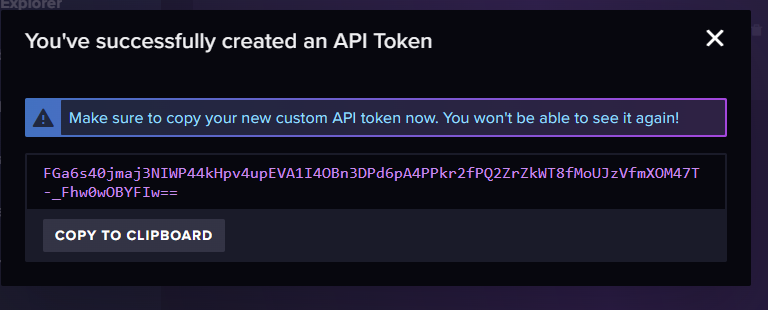 Explorer
You've successfully created an API Token
Make sure to copy your new custom API token now. You won't be able to see it again!
FGa6s40jmaj3NIWP44kHpv4upEVA1I4OBn3DPd6pA4PPkr2fPQ2ZrZkWT8fMoUJzVfmXOM47T
-_Fhw0wOBYFIw==
COPY TO CLIPBOARD